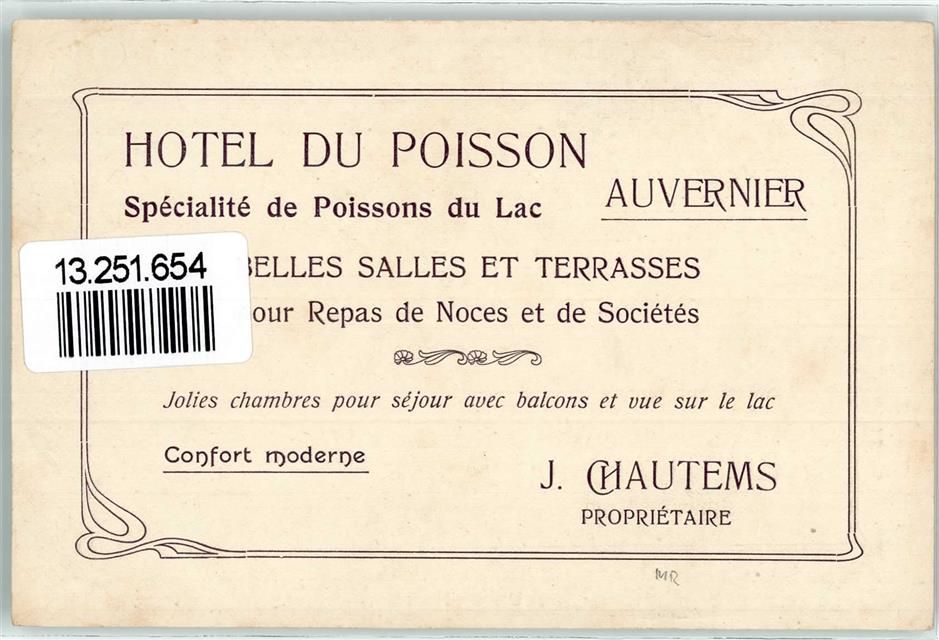 HOTEL DU POISSON
AUVERNIER
Spécialité de Poissons du Lac
13.251.654
BELLES SALLES ET TERRASSES
Repas de Noces et de Sociétés
Jolies chambres pour séjour avec balcons et vue sur le lac
Confort moderne
J. CHAUTEMS
PROPRIÉTAIRE
MR